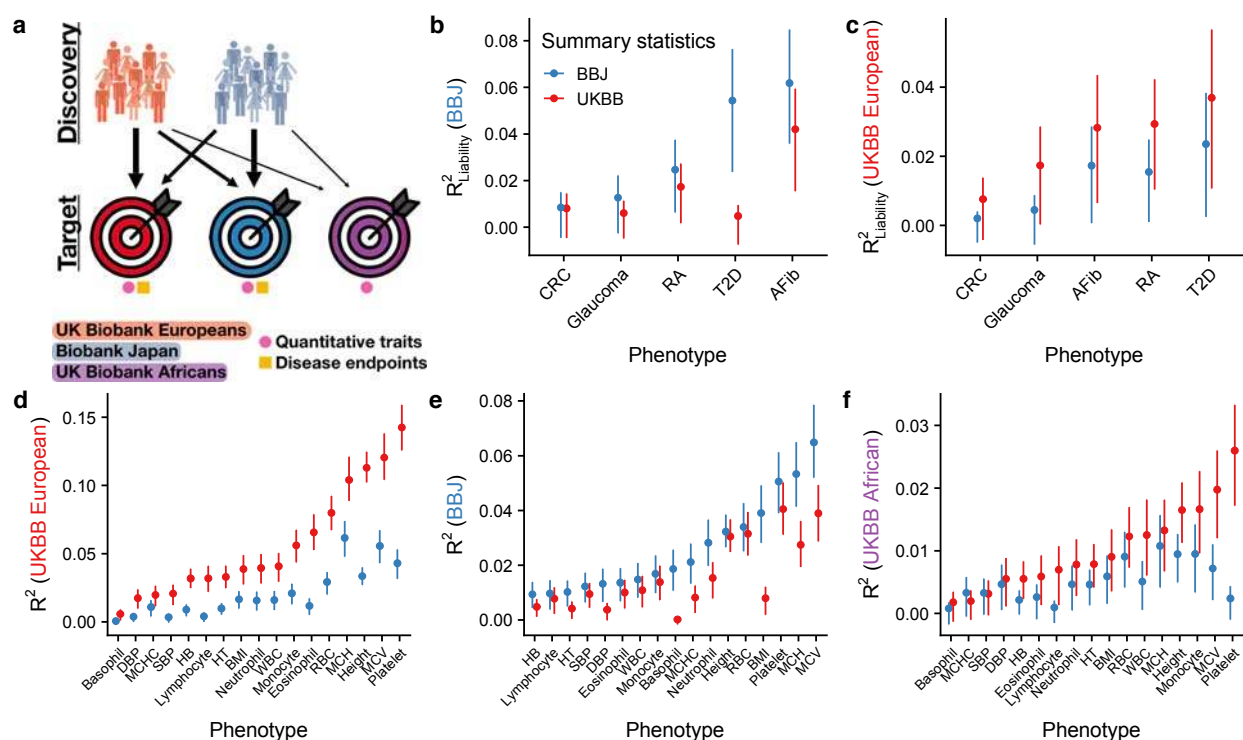 a
Discovery
Target
UK Biobank Europeans
Biobank Japan
UK Biobank Africans
Quantitative traits
Disease endpoints
b
R²Liability (BBJ)
0.08
0.06
0.04
0.02
0.00
Summary statistics
BBJ
UKBB
CRC
Glaucoma
RA
T2D
AFib
Phenotype
c
R²Liability (UKBB European)
0.04
0.02
0.00
CRC
Glaucoma
AFib
RA
T2D
Phenotype
d
R² (UKBB European)
0.15
0.10
0.05
0.00
Basophil
DBP
MCHC
SBP
HB
Lymphocyte
HT
BMI
Neutrophil
WBC
Monocyte
Eosinophil
RBC
MCH
Height
MCV
Platelet
Phenotype
e
R² (BBJ)
0.08
0.06
0.04
0.02
0.00
HB
Lymphocyte
HT
SBP
DBP
Eosinophil
WBC
Monocyte
Basophil
MCHC
Neutrophil
Height
RBC
BMI
Platelet
MCH
MCV
Phenotype
f
R² (UKBB African)
0.03
0.02
0.01
0.00
Basophil
MCHC
SBP
DBP
HB
Eosinophil
Lymphocyte
Neutrophil
HT
BMI
RBC
WBC
MCH
Height
Monocyte
MCV
Platelet
Phenotype